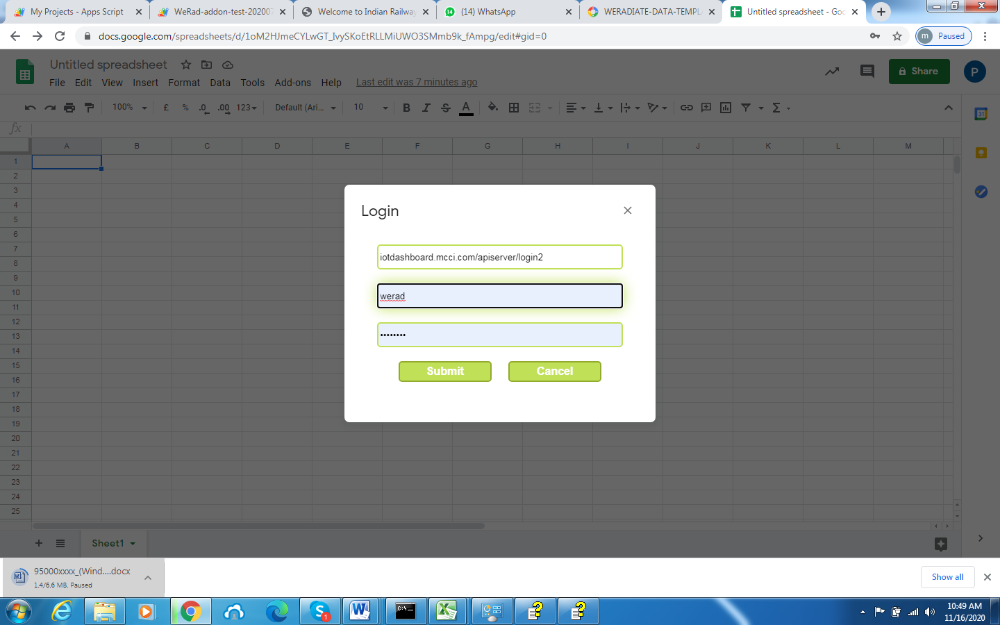 My Projects - Apps Script
WeRad-addon-test-202007
Welcome to Indian Railway
(14) WhatsApp
WERADIATE-DATA-TEMPL
Untitled spreadsheet - Goo
docs.google.com/spreadsheets/d/1oM2HJmeCYLwGT_IvySKoEtRLLMiUWO3SMmb9k_fAmpg/edit#gid=0
m Paused
Untitled spreadsheet
File Edit View Insert Format Data Tools Add-ons Help Last edit was 7 minutes ago
Share
P
100% £ % .0 .00 123 Default (Ari... 10 B I S A Σ
fx
A B C D E F G H I J K L M
1
2
3
4
5
6
7
8
9
10
11
12
13
14
15
16
17
18
19
20
21
22
23
24
25
31
Login
iotdashboard.mcci.com/apiserver/login2
werad
••••••••
Submit Cancel
Sheet1
95000xxxx_(Wind....docx
1.4/6.6 MB, Paused
Show all
10:49 AM
11/16/2020